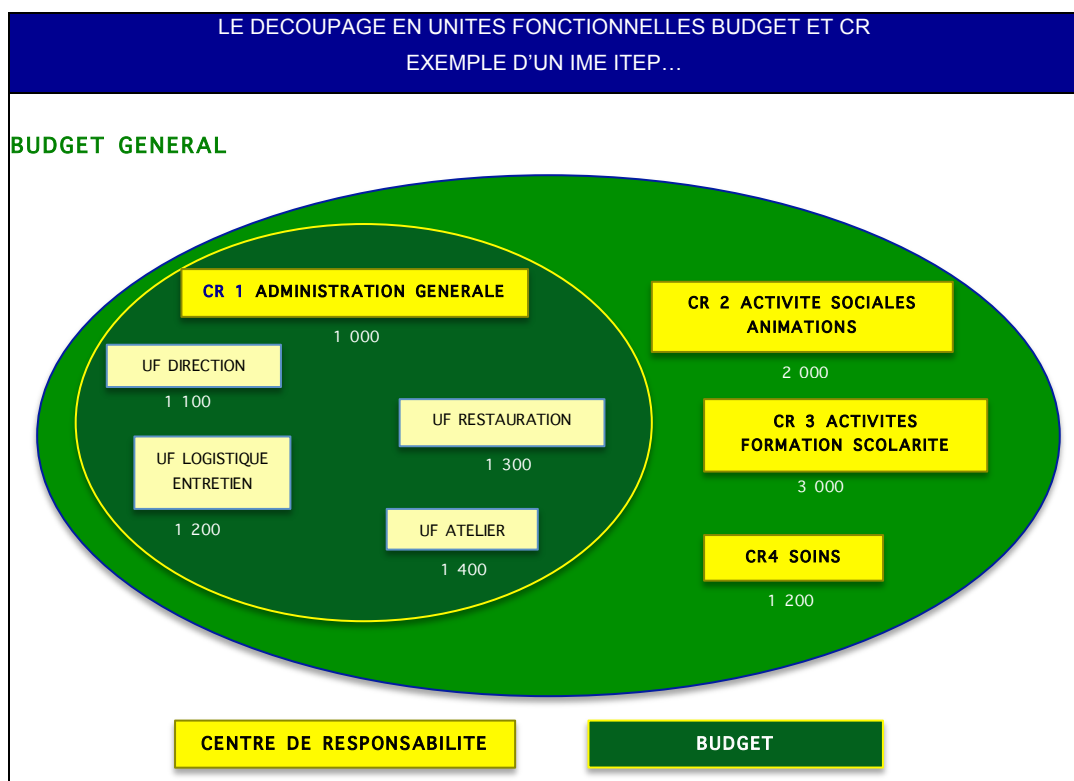 LE DECOUPAGE EN UNITES FONCTIONNELLES BUDGET ET CR
EXEMPLE D'UN IME ITEP…
BUDGET GENERAL
CR 1 ADMINISTRATION GENERALE
1 000
UF DIRECTION
1 100
UF LOGISTIQUE
ENTRETIEN
1 200
UF RESTAURATION
1 300
UF ATELIER
1 400
CR 2 ACTIVITE SOCIALES
ANIMATIONS
2 000
CR 3 ACTIVITES
FORMATION SCOLARITE
3 000
CR4 SOINS
1 200
CENTRE DE RESPONSABILITE
BUDGET